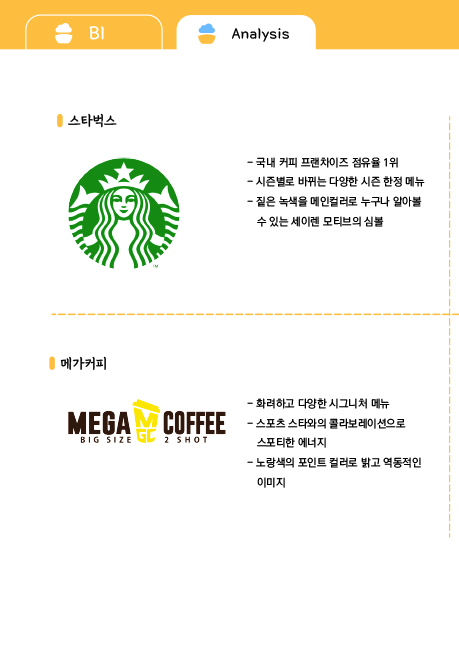 BI
Analysis
스타벅스
- 국내 커피 프랜차이즈 점유율 1위
- 시즌별로 바뀌는 다양한 시즌 한정 메뉴
- 짙은 녹색을 메인컬러로 누구나 알아볼
수 있는 세이렌 모티브의 심볼
TM
메가커피
MEGA MGC COFFEE
BIG SIZE 2 SHOT
- 화려하고 다양한 시그니처 메뉴
- 스포츠 스타와의 콜라보레이션으로
스포티한 에너지
- 노랑색의 포인트 컬러로 밝고 역동적인
이미지